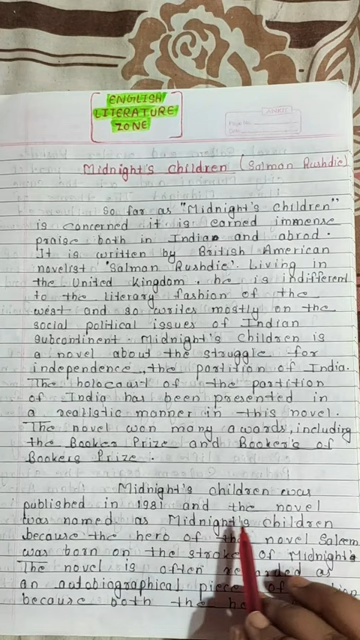 ENGLISH
LITERATURE
ZONE
Midnight's children (Salman Rushdie)
So far as "Midnight's children"
is concerned it is earned immense
praise both in Indian and abrod.
It is written by British American
novelist 'Salman Rushdie'. Living in
the United kingdom. he is indifferent
to the literary fashion of the
west and so writes mostly on the
social political issues of Indian
Subcontinent. Midnight's Children is
a novel about the struggle for
independence, the partition of India.
The holocaust of the partition
of India has been presented in
a realistic manner in this novel.
The novel won many awards, including
the Booker Prize and Booker's of
Bookers Prize.
Midnight's children was
published in 1981 and the novel
was named as Midnight's children
because the hero of the novel Saleem
was born on the stroke of Midnight.
The novel is often as
an autobiographical piece of
because both the